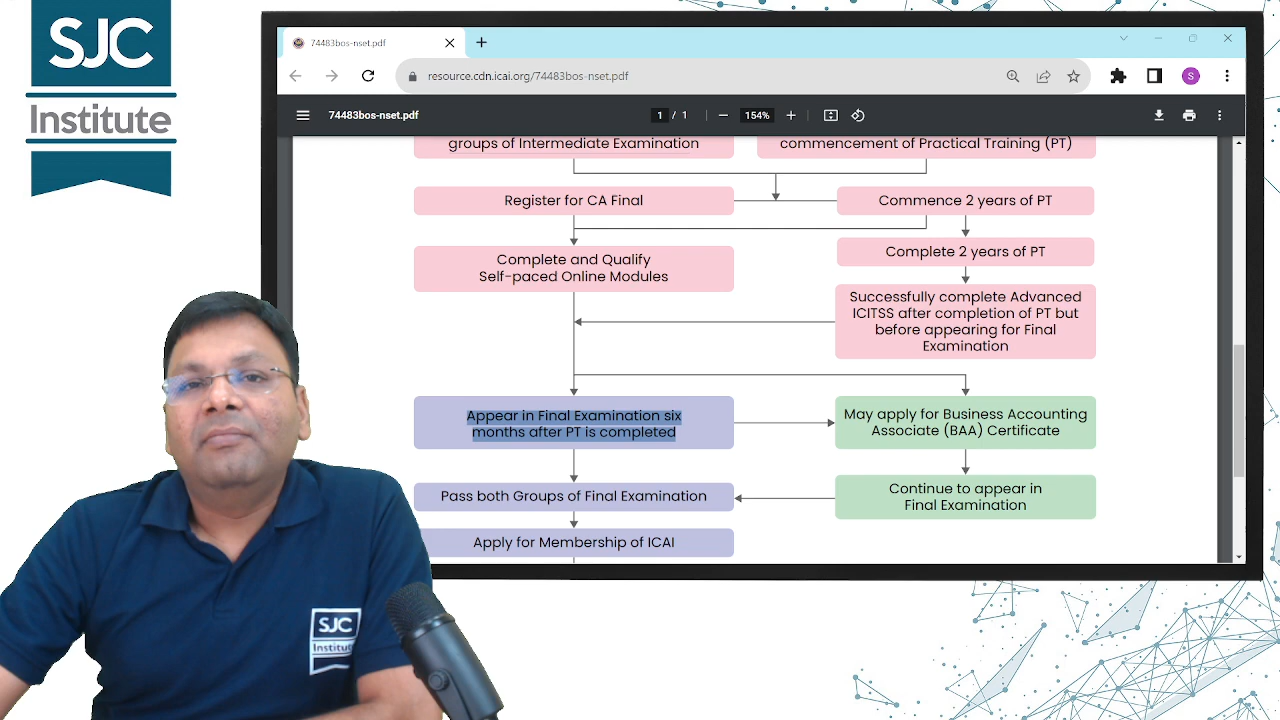 SJC
Institute
74483bos-nset.pdf
resource.cdn.icai.org/74483bos-nset.pdf
S
74483bos-nset.pdf
1 / 1
154%
groups of Intermediate Examination
commencement of Practical Training (PT)
Register for CA Final
Commence 2 years of PT
Complete and Qualify
Self-paced Online Modules
Complete 2 years of PT
Successfully complete Advanced
ICITSS after completion of PT but
before appearing for Final
Examination
Appear in Final Examination six
months after PT is completed
May apply for Business Accounting
Associate (BAA) Certificate
Pass both Groups of Final Examination
Continue to appear in
Final Examination
Apply for Membership of ICAI
SJC
Institute